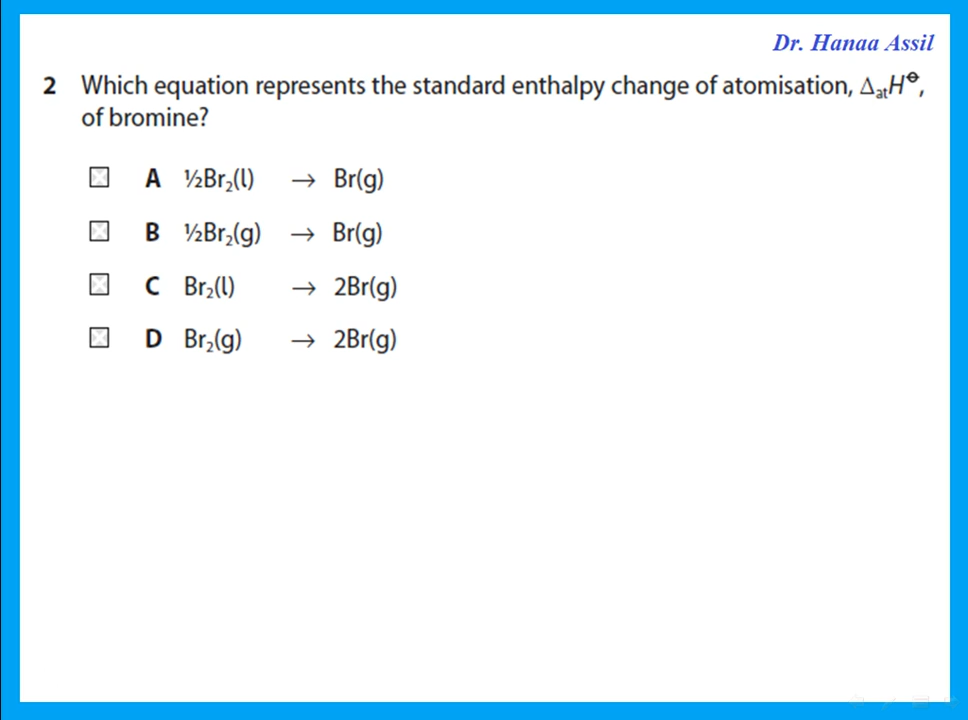 Dr. Hanaa Assil
2 Which equation represents the standard enthalpy change of atomisation, ΔₐₜH⦵,
of bromine?
A ½Br₂(l) → Br(g)
B ½Br₂(g) → Br(g)
C Br₂(l) → 2Br(g)
D Br₂(g) → 2Br(g)